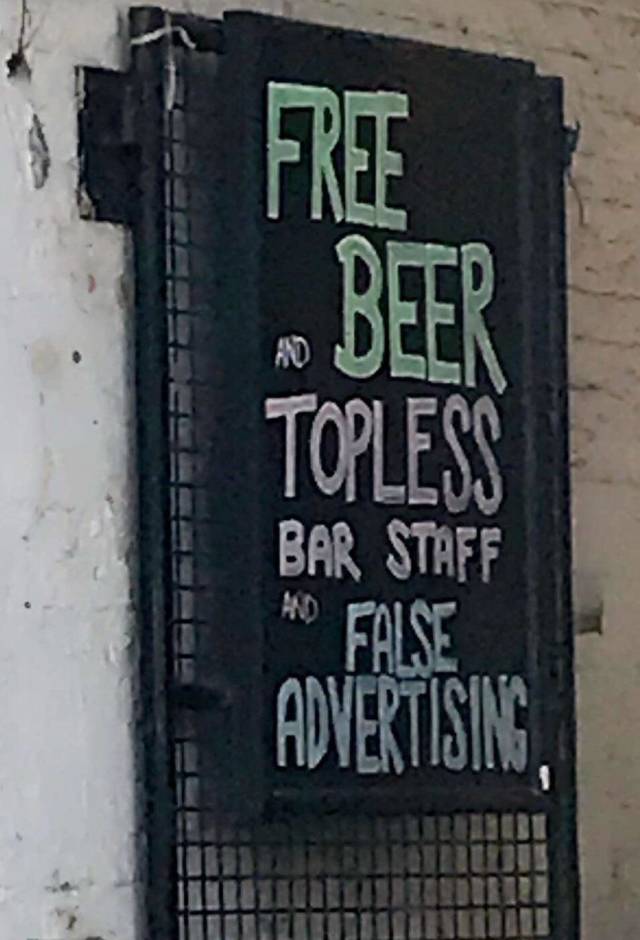 FREE
BEER
AND
TOPLESS
BAR STAFF
AND
FALSE
ADVERTISING